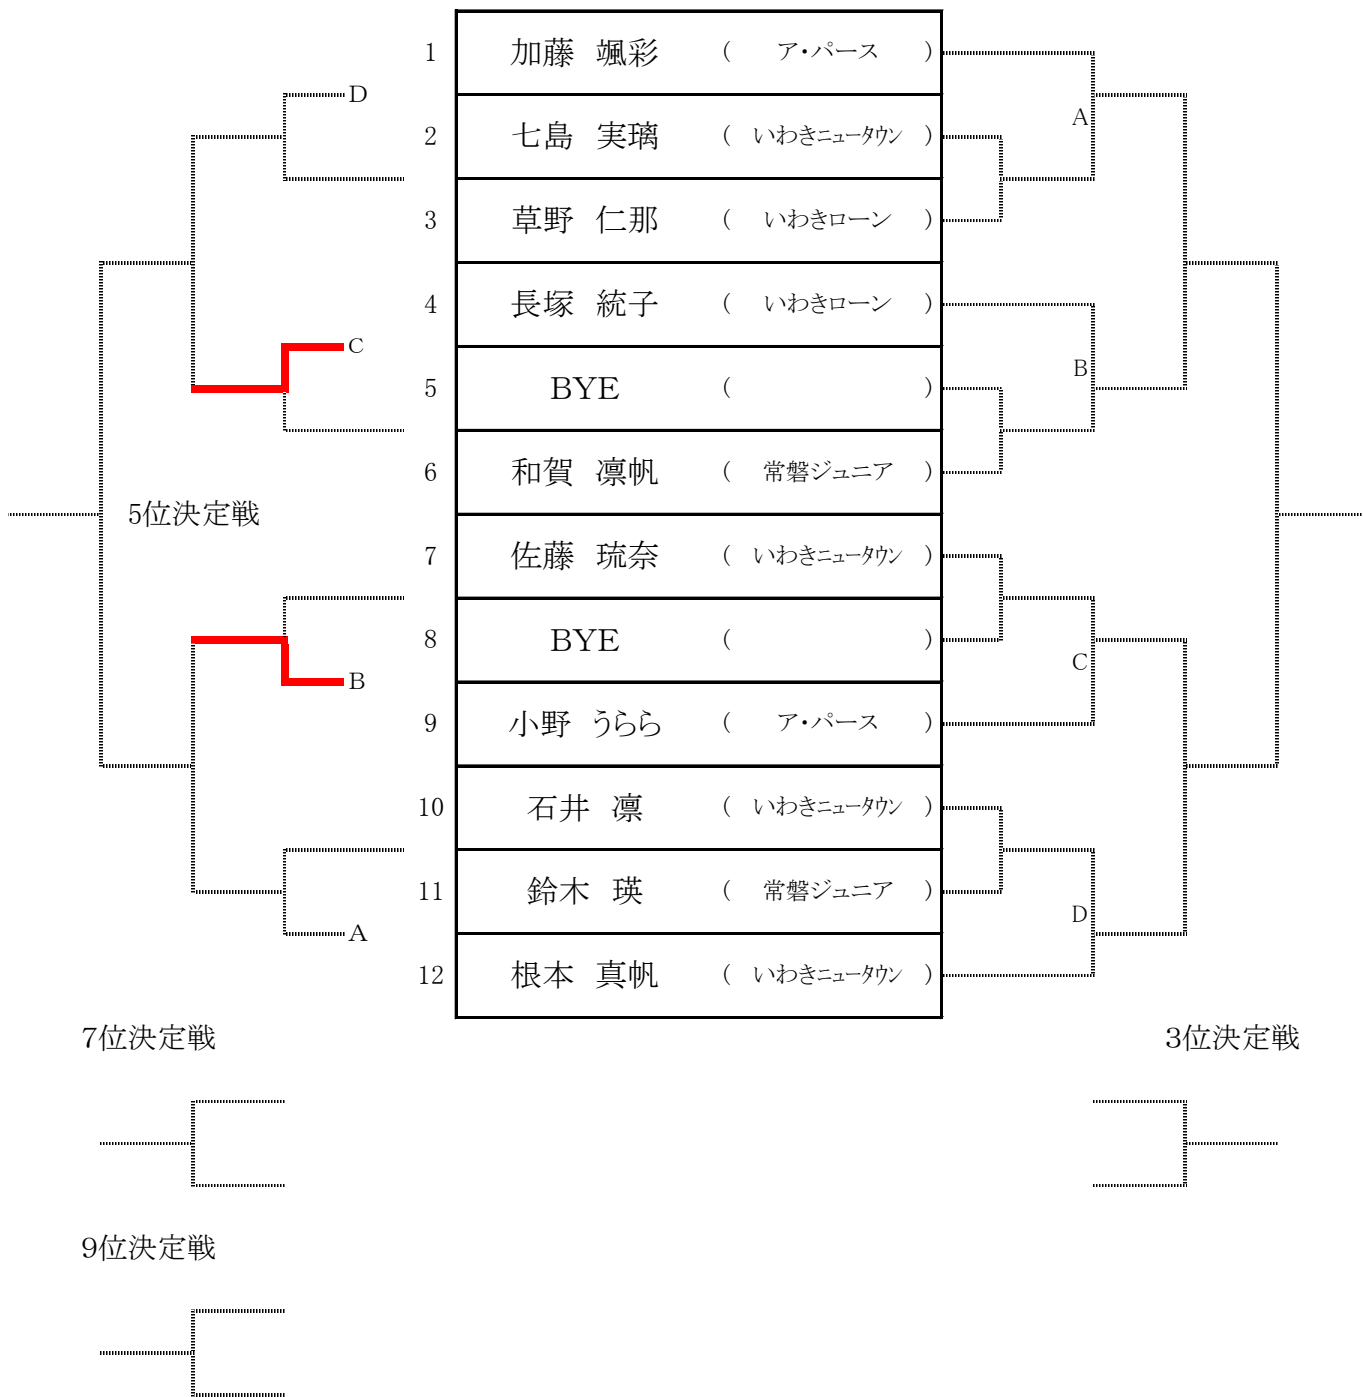 1 加藤 颯彩 ( ア・パース ) A
D
2 七島 実璃 ( いわきニュータウン )
3 草野 仁那 ( いわきローン )
4 長塚 統子 ( いわきローン ) B
C
5 BYE ( )
6 和賀 凛帆 ( 常磐ジュニア )
5位決定戦
7 佐藤 琉奈 ( いわきニュータウン )
8 BYE ( ) C
B
9 小野 うらら ( ア・パース )
10 石井 凛 ( いわきニュータウン )
11 鈴木 瑛 ( 常磐ジュニア ) D
A
12 根本 真帆 ( いわきニュータウン )
7位決定戦
3位決定戦
9位決定戦